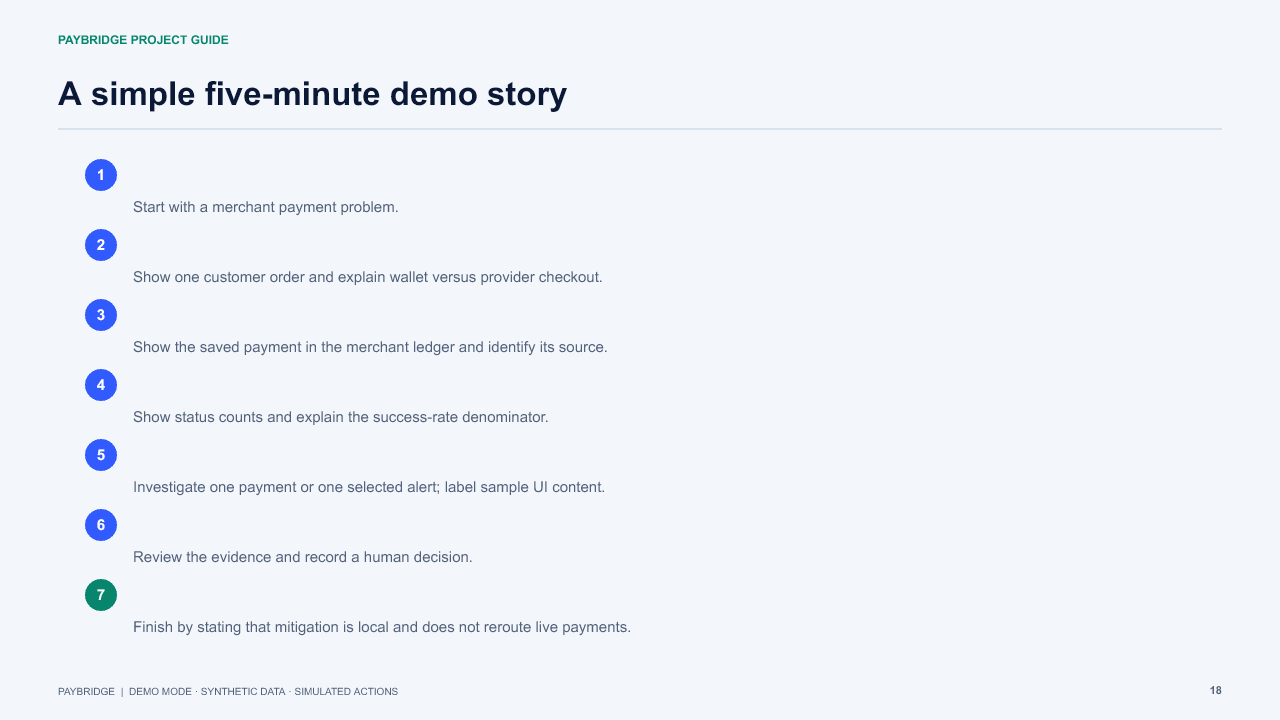 PAYBRIDGE PROJECT GUIDE
A simple five-minute demo story
1
Start with a merchant payment problem.
2
Show one customer order and explain wallet versus provider checkout.
3
Show the saved payment in the merchant ledger and identify its source.
4
Show status counts and explain the success-rate denominator.
5
Investigate one payment or one selected alert; label sample UI content.
6
Review the evidence and record a human decision.
7
Finish by stating that mitigation is local and does not reroute live payments.
PAYBRIDGE | DEMO MODE · SYNTHETIC DATA · SIMULATED ACTIONS
18